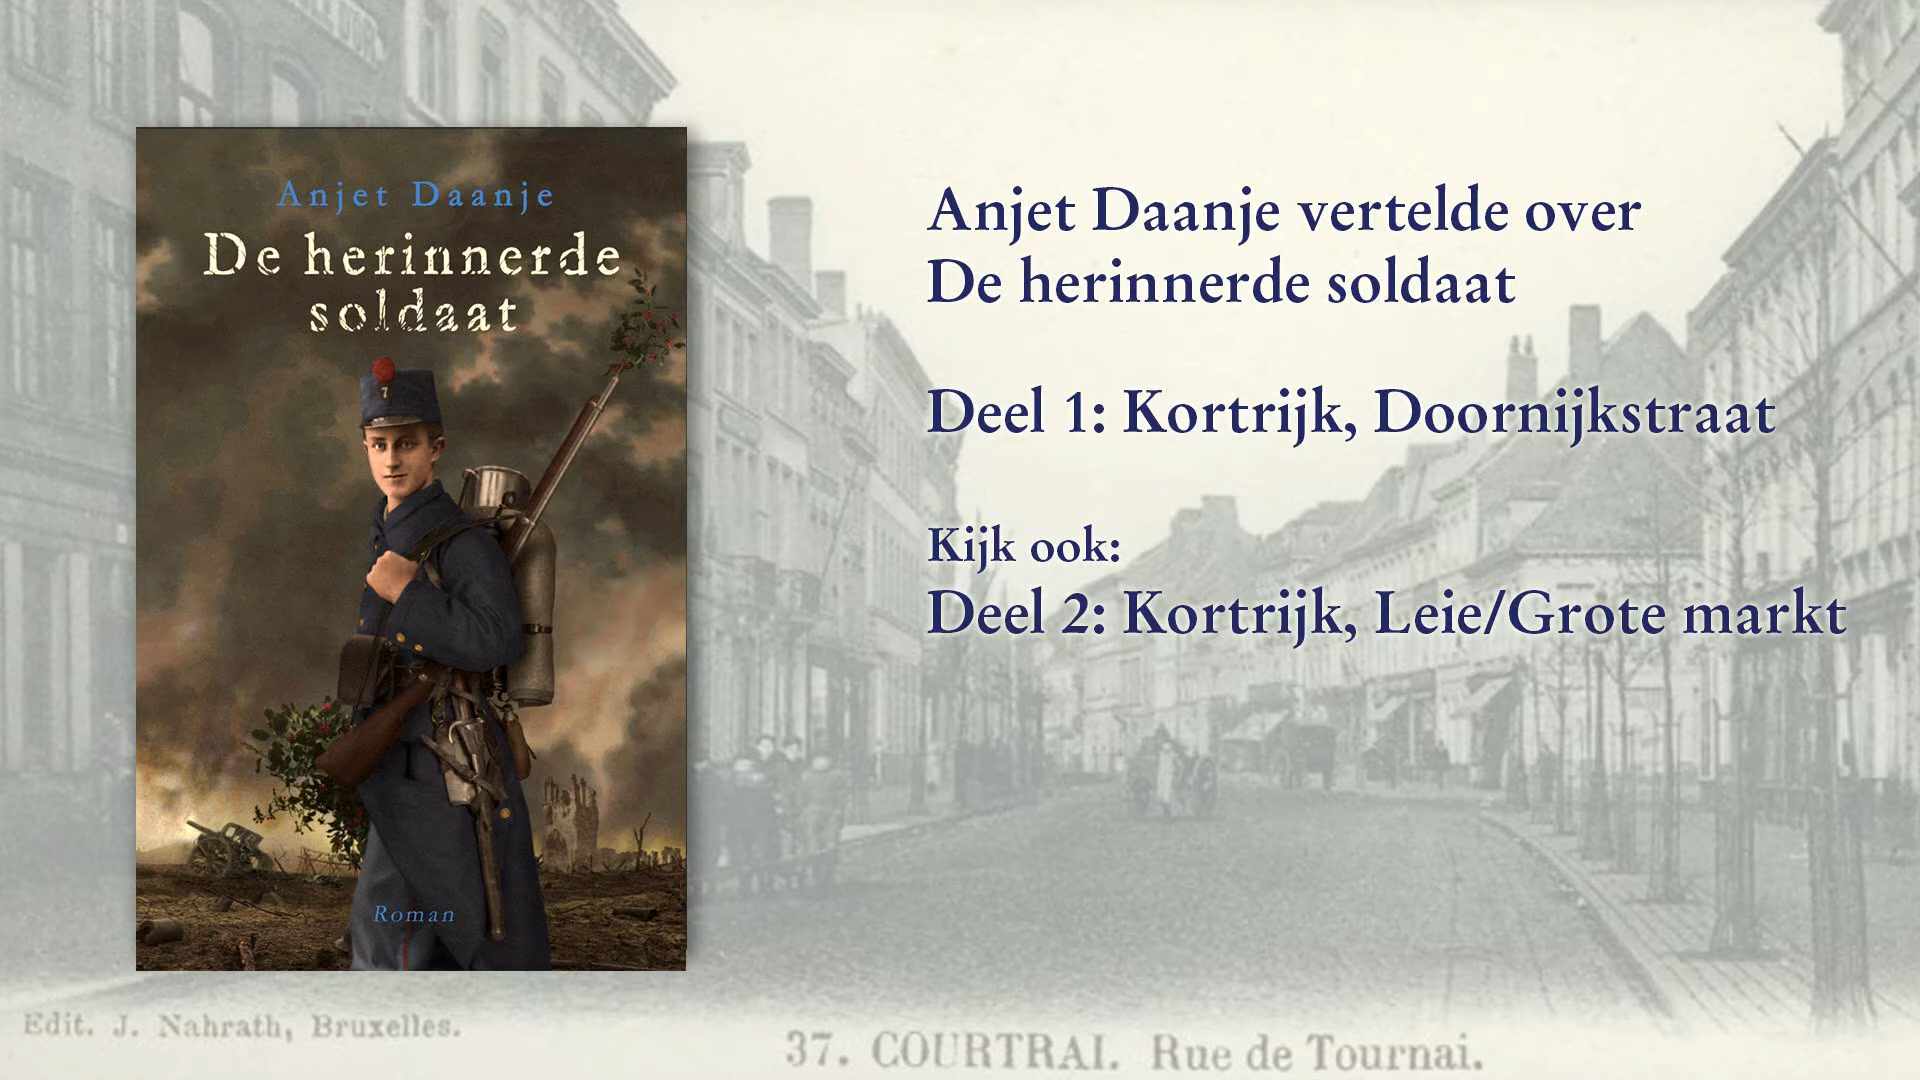 Anjet Daanje
De herinnerde
soldaat
7
Roman
Anjet Daanje vertelde over
De herinnerde soldaat
Deel 1: Kortrijk, Doornijkstraat
Kijk ook:
Deel 2: Kortrijk, Leie/Grote markt
Edit. J. Nahrath, Bruxelles.
37. COURTRAI. Rue de Tournai.